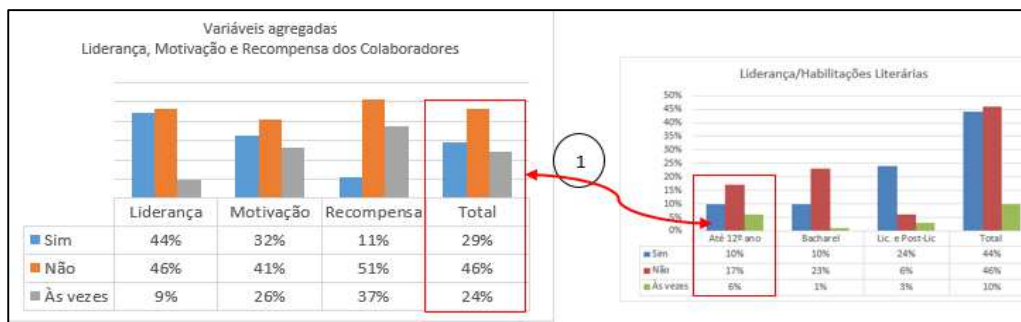 Variáveis agregadas
Liderança, Motivação e Recompensa dos Colaboradores
Liderança Motivação Recompensa Total
Sim 44% 32% 11% 29%
Não 46% 41% 51% 46%
Às vezes 9% 26% 37% 24%
1
Liderança/Habilitações Literárias
50%
45%
40%
35%
30%
25%
20%
15%
10%
5%
0%
Até 12º ano Bacharel Lic. e Post-Lic Total
Sim 10% 10% 24% 44%
Não 17% 23% 6% 46%
Às vezes 6% 1% 3% 10%